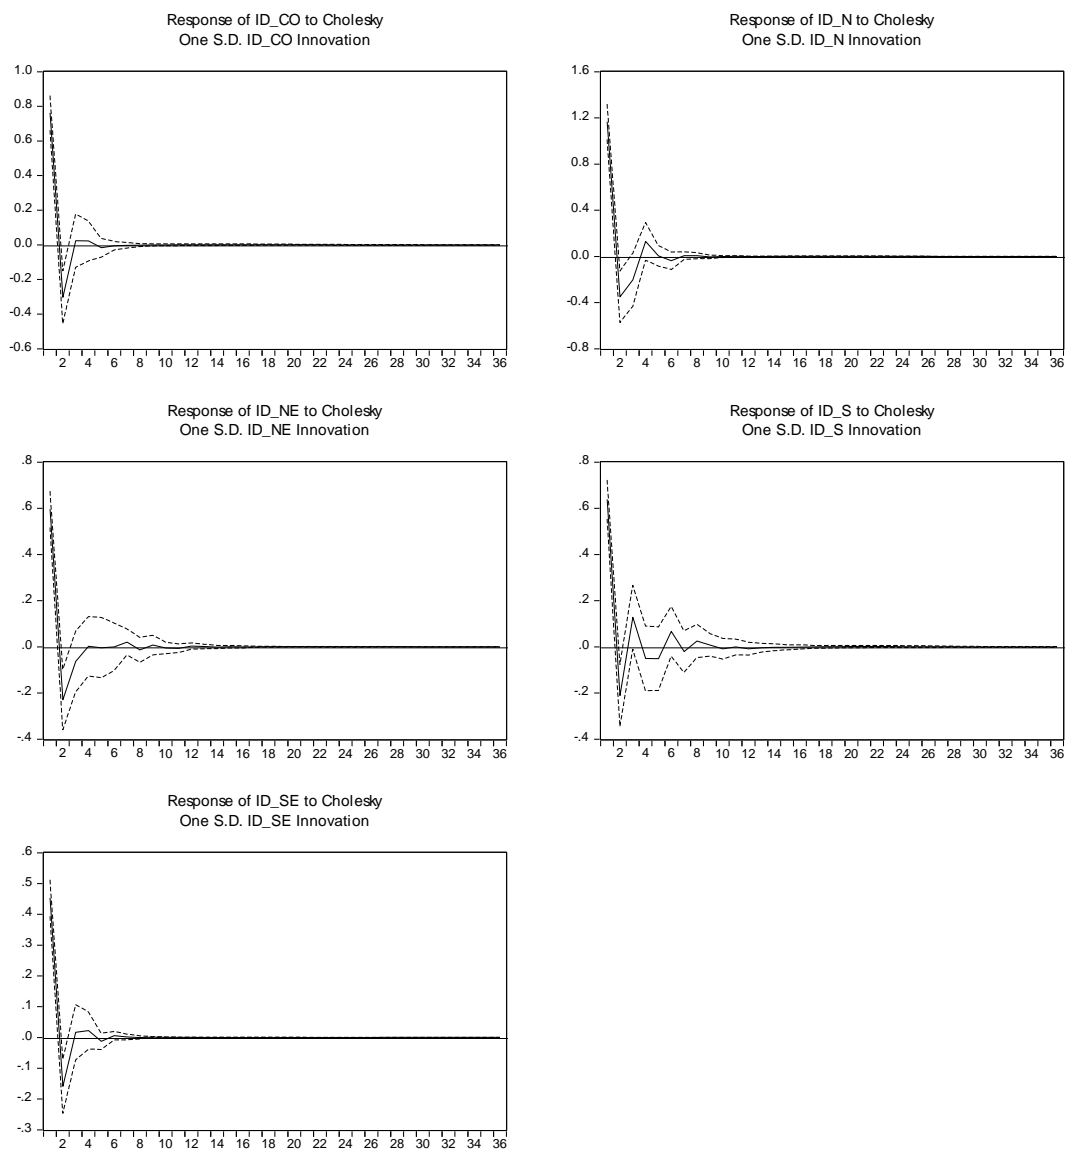 Response of ID_CO to Cholesky
One S.D. ID_CO Innovation
1.0
0.8
0.6
0.4
0.2
0.0
-0.2
-0.4
-0.6
2 4 6 8 10 12 14 16 18 20 22 24 26 28 30 32 34 36
Response of ID_N to Cholesky
One S.D. ID_N Innovation
1.6
1.2
0.8
0.4
0.0
-0.4
-0.8
2 4 6 8 10 12 14 16 18 20 22 24 26 28 30 32 34 36
Response of ID_NE to Cholesky
One S.D. ID_NE Innovation
.8
.6
.4
.2
.0
-.2
-.4
2 4 6 8 10 12 14 16 18 20 22 24 26 28 30 32 34 36
Response of ID_S to Cholesky
One S.D. ID_S Innovation
.8
.6
.4
.2
.0
-.2
-.4
2 4 6 8 10 12 14 16 18 20 22 24 26 28 30 32 34 36
Response of ID_SE to Cholesky
One S.D. ID_SE Innovation
.6
.5
.4
.3
.2
.1
.0
-.1
-.2
-.3
2 4 6 8 10 12 14 16 18 20 22 24 26 28 30 32 34 36